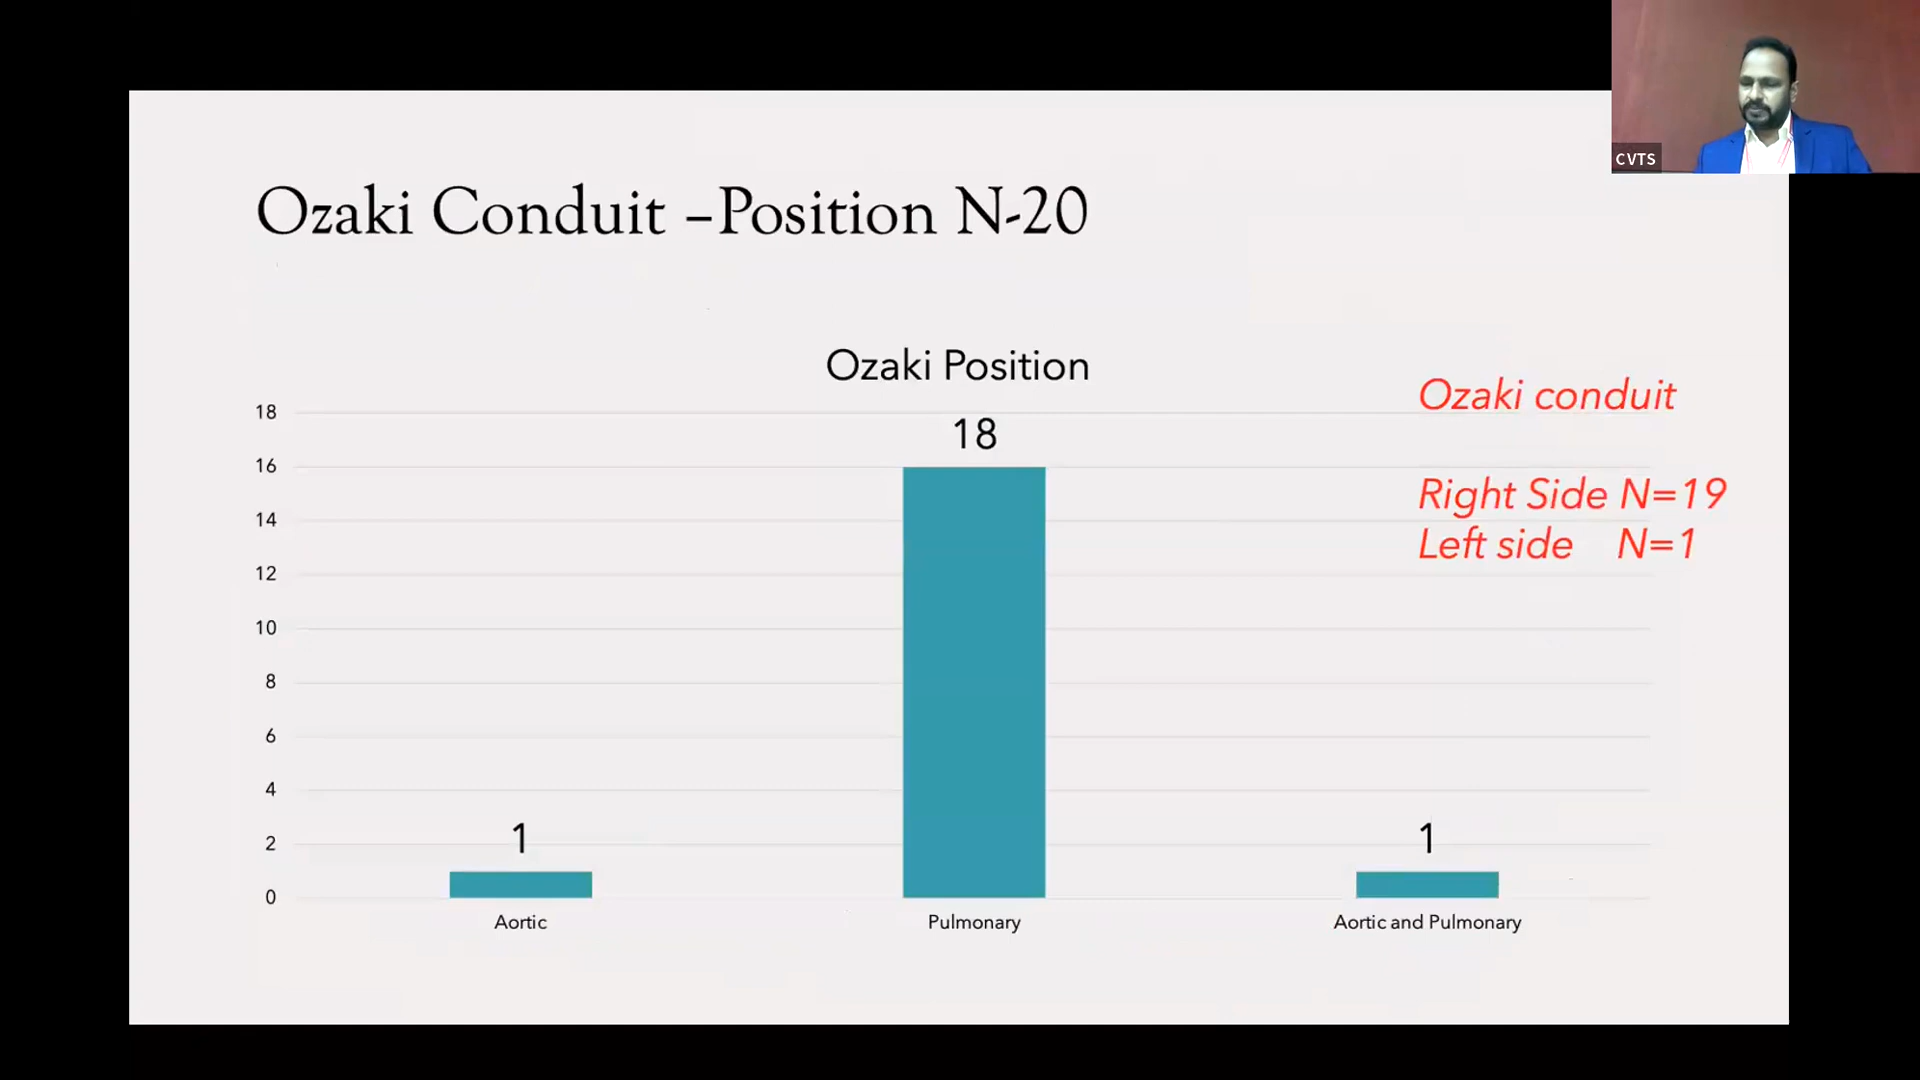 CVTS
Ozaki Conduit –Position N-20
Ozaki Position
Ozaki conduit
Right Side N=19
Left side N=1
18
16
14
12
10
8
6
4
2
0
1
18
1
Aortic
Pulmonary
Aortic and Pulmonary